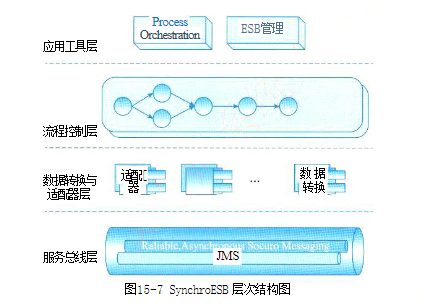 Process
Orchestration
ESB管理
应用工具层
流程控制层
数据转换与
适配器层
适配
器
...
数据
转换
服务总线层
Reliable Asynchronous Secure Messaging
JMS
图15-7 SynchroESB 层次结构图